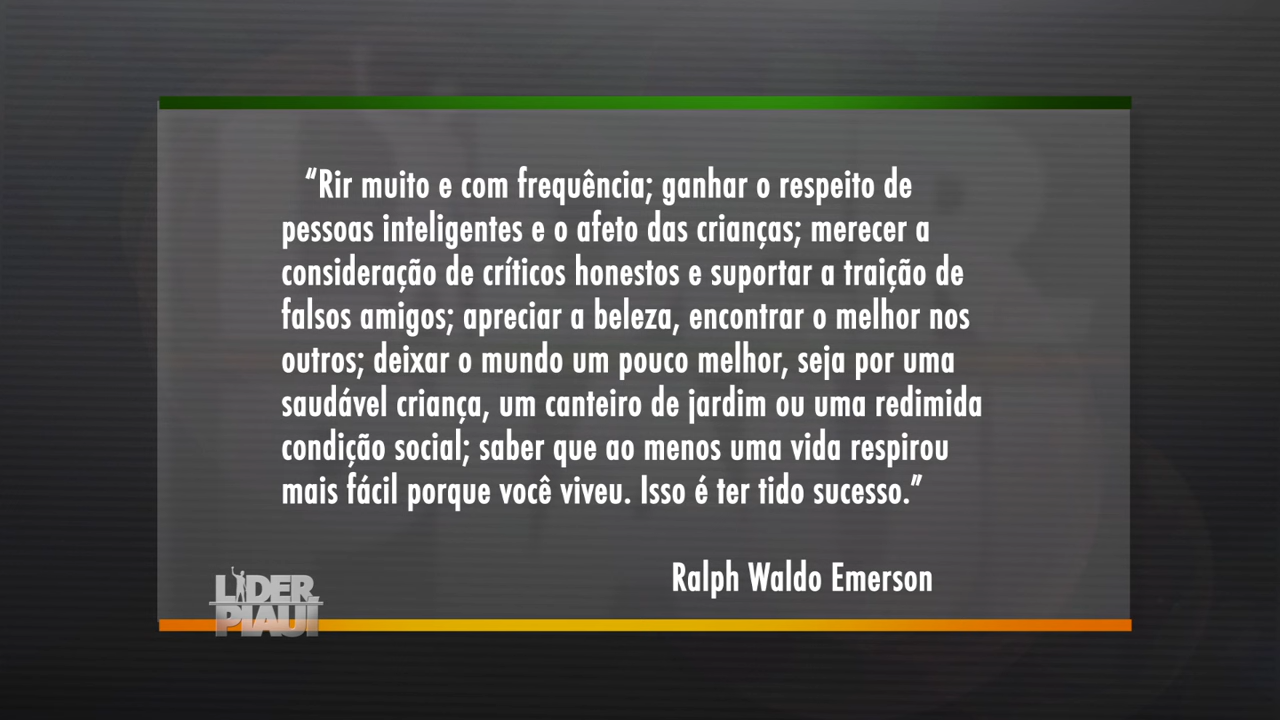 “Rir muito e com frequência; ganhar o respeito de
pessoas inteligentes e o afeto das crianças; merecer a
consideração de críticos honestos e suportar a traição de
falsos amigos; apreciar a beleza, encontrar o melhor nos
outros; deixar o mundo um pouco melhor, seja por uma
saudável criança, um canteiro de jardim ou uma redimida
condição social; saber que ao menos uma vida respirou
mais fácil porque você viveu. Isso é ter tido sucesso.”
Ralph Waldo Emerson
LÍDER
PIAUÍ